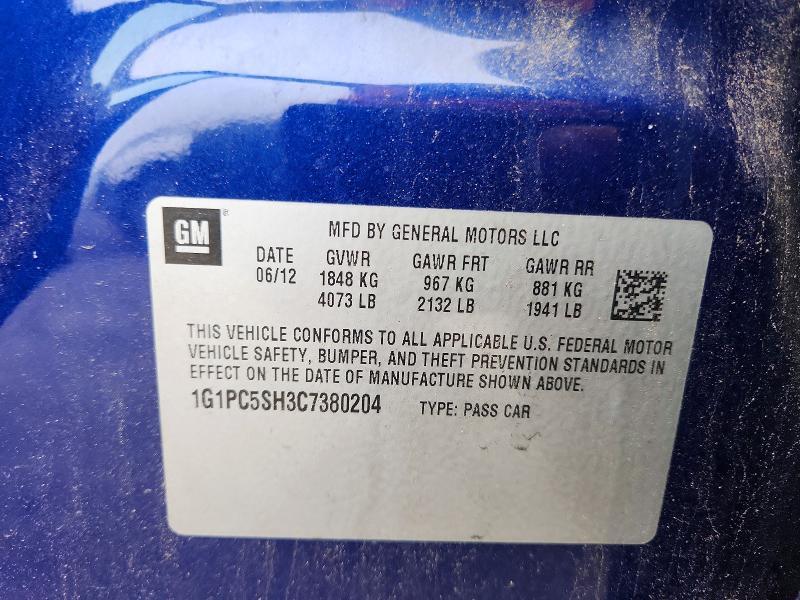 GM®
MFD BY GENERAL MOTORS LLC
DATE GVWR GAWR FRT GAWR RR
06/12 1848 KG 967 KG 881 KG
4073 LB 2132 LB 1941 LB
THIS VEHICLE CONFORMS TO ALL APPLICABLE U.S. FEDERAL MOTOR
VEHICLE SAFETY, BUMPER, AND THEFT PREVENTION STANDARDS IN
EFFECT ON THE DATE OF MANUFACTURE SHOWN ABOVE.
1G1PC5SH3C7380204 TYPE: PASS CAR